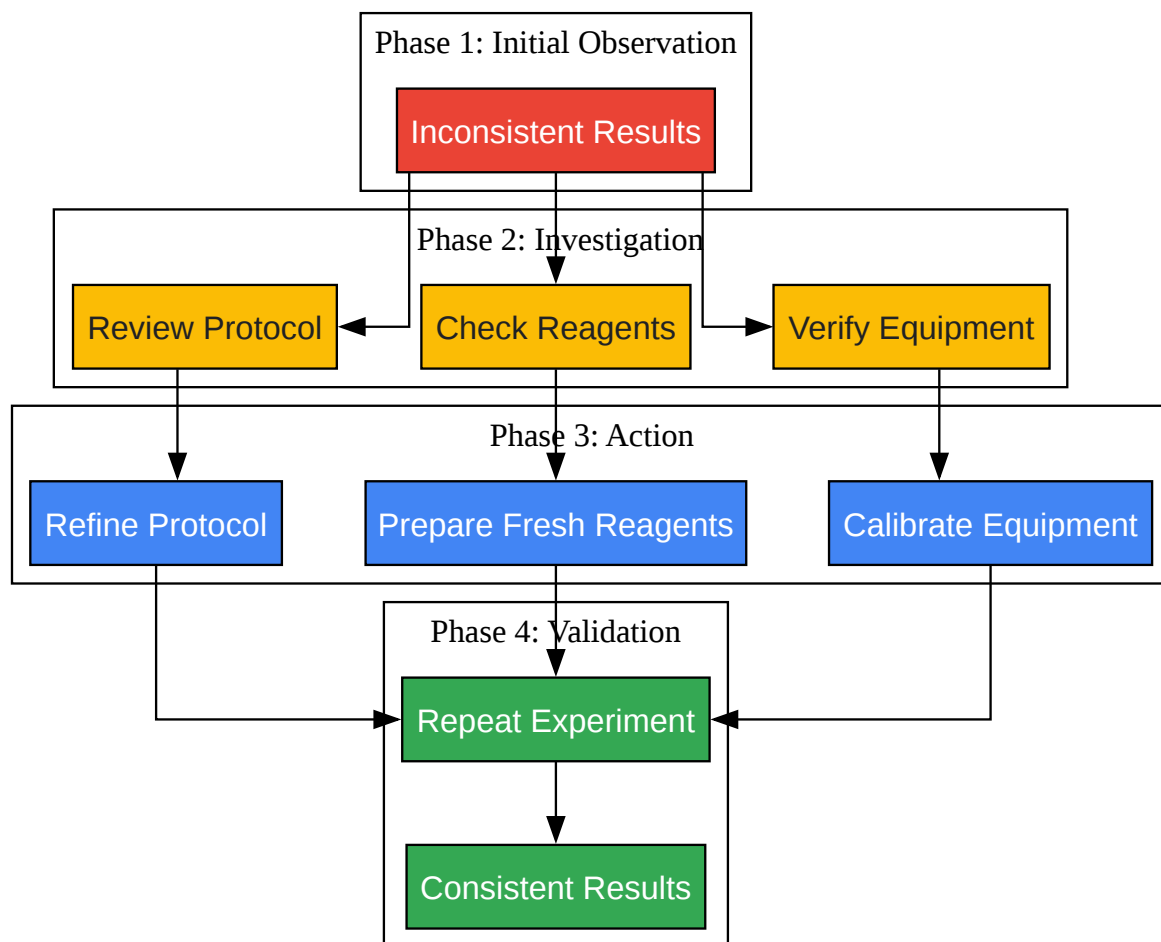 Phase 1: Initial Observation
Inconsistent Results
Phase 2: Investigation
Review Protocol
Check Reagents
Verify Equipment
Phase 3: Action
Refine Protocol
Prepare Fresh Reagents
Calibrate Equipment
Phase 4: Validation
Repeat Experiment
Consistent Results